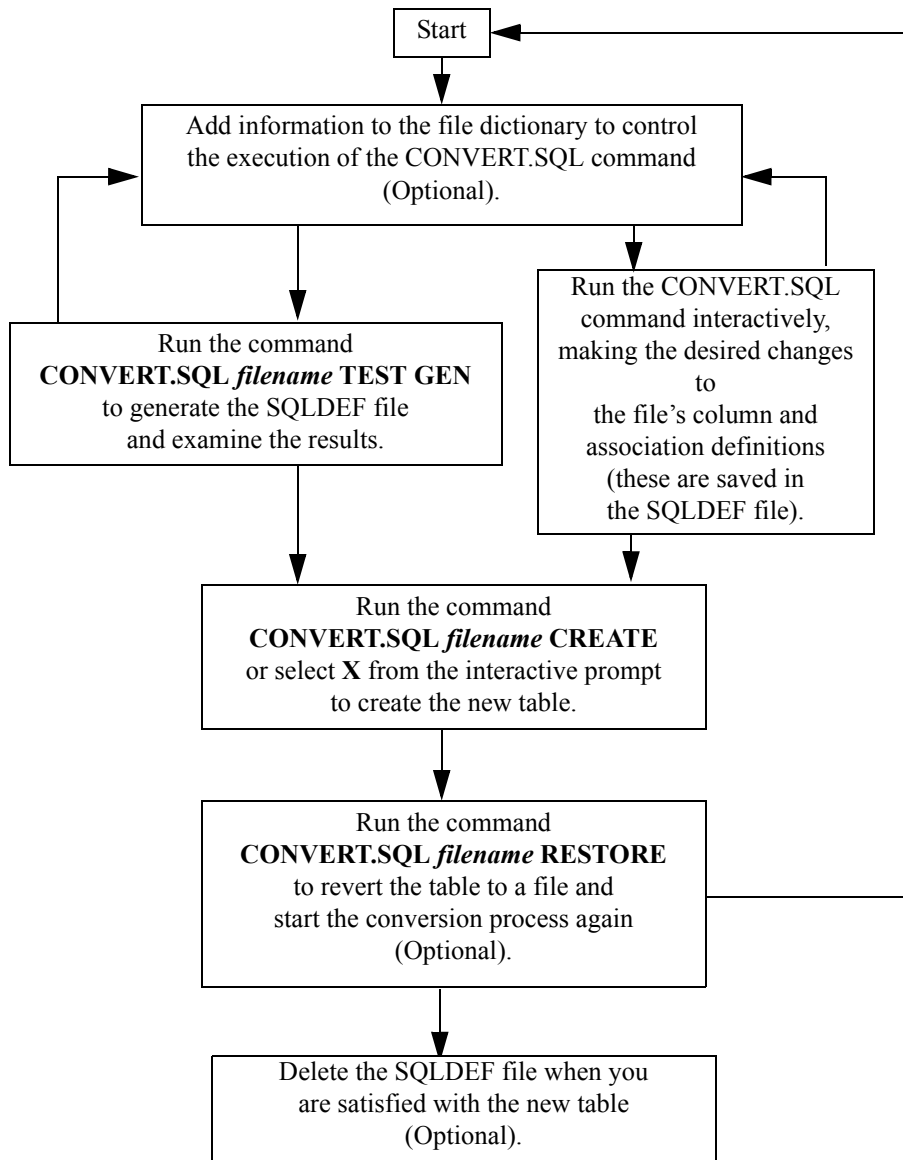 Start
Add information to the file dictionary to control
the execution of the CONVERT.SQL command
(Optional).
Run the command
CONVERT.SQL filename TEST GEN
to generate the SQLDEF file
and examine the results.
Run the CONVERT.SQL
command interactively,
making the desired changes
to
the file's column and
association definitions
(these are saved in
the SQLDEF file).
Run the command
CONVERT.SQL filename CREATE
or select X from the interactive prompt
to create the new table.
Run the command
CONVERT.SQL filename RESTORE
to revert the table to a file and
start the conversion process again
(Optional).
Delete the SQLDEF file when you
are satisfied with the new table
(Optional).